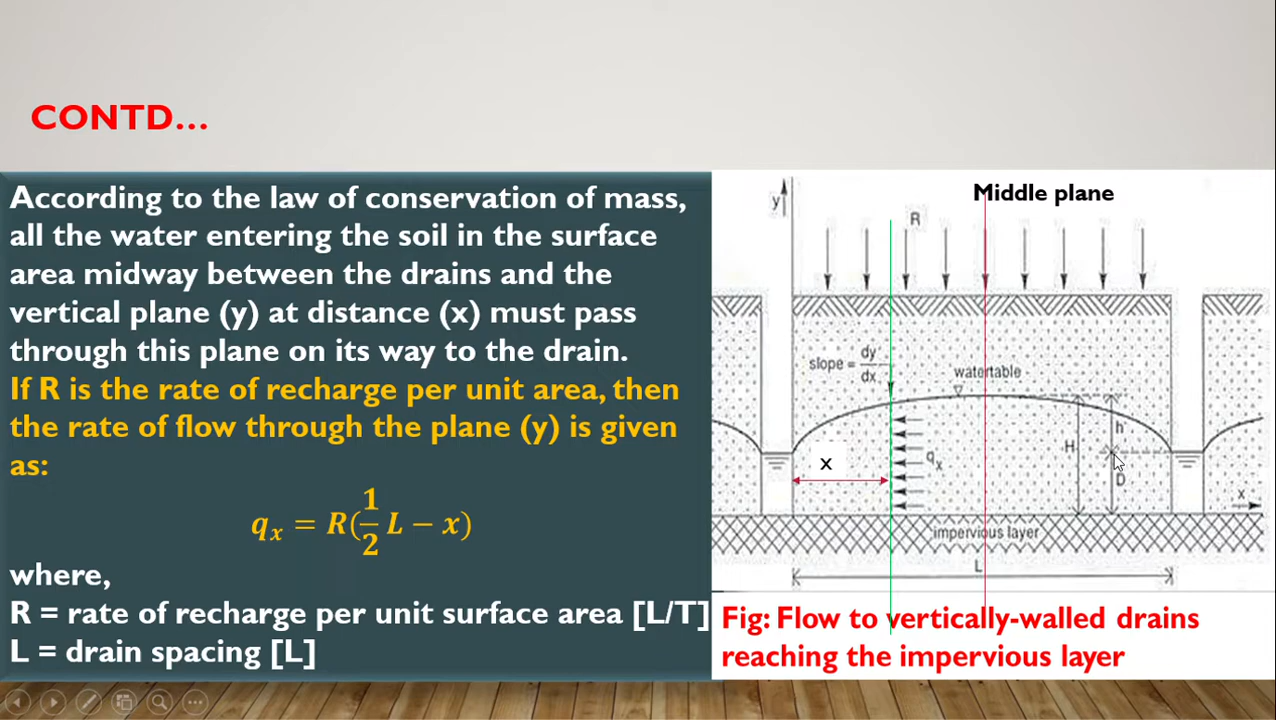 CONTD…
According to the law of conservation of mass,
all the water entering the soil in the surface
area midway between the drains and the
vertical plane (y) at distance (x) must pass
through this plane on its way to the drain.
If R is the rate of recharge per unit area, then
the rate of flow through the plane (y) is given
as:
qₓ = R(½ L − x)
where,
R = rate of recharge per unit surface area [L/T]
L = drain spacing [L]
Middle plane
y
R
slope = dy/dx
watertable
h
H
x
qₓ
D
x
impervious layer
L
Fig: Flow to vertically-walled drains
reaching the impervious layer